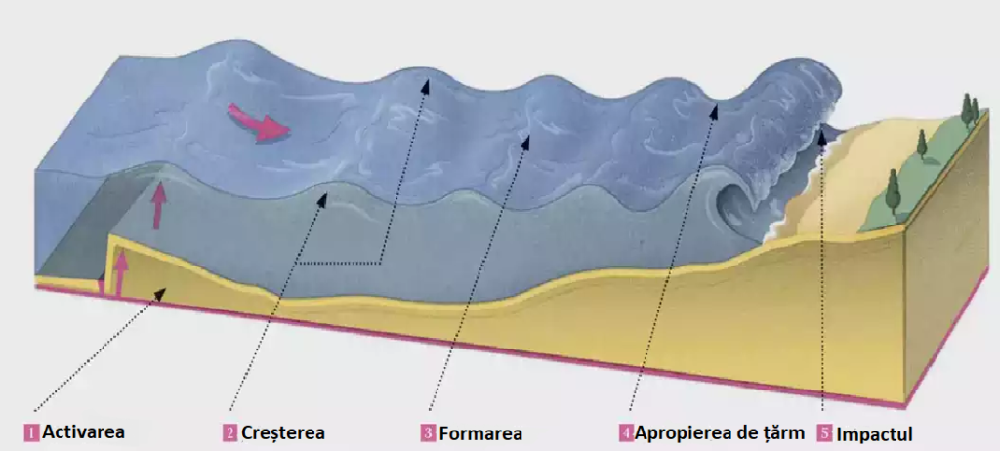 1 Activarea
2 Creșterea
3 Formarea
4 Apropierea de țărm
5 Impactul